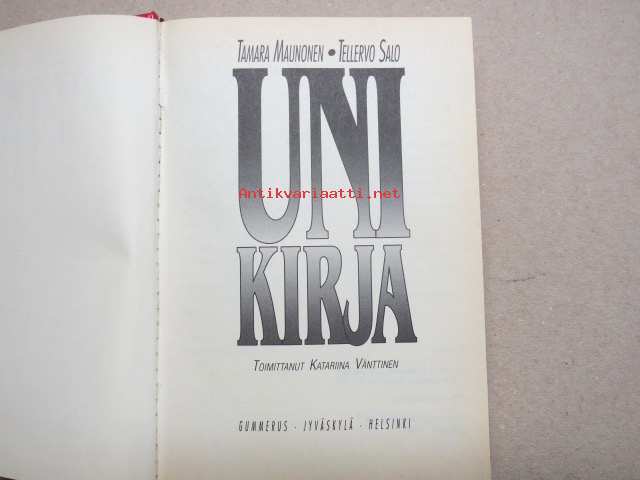 TAMARA MAUNONEN • TELLERVO SALO
UNI
Antikvariaatti.net
KIRJA
TOIMITTANUT KATARIINA VÄNTTINEN
GUMMERUS · JYVÄSKYLÄ · HELSINKI